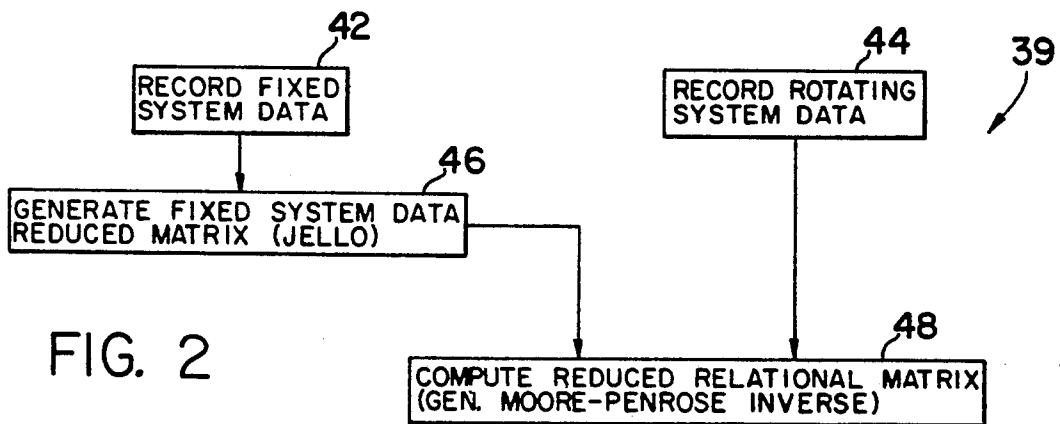 42
RECORD FIXED
SYSTEM DATA
44
RECORD ROTATING
SYSTEM DATA
39
46
GENERATE FIXED SYSTEM DATA
REDUCED MATRIX (JELLO)
48
COMPUTE REDUCED RELATIONAL MATRIX
(GEN. MOORE-PENROSE INVERSE)
FIG. 2